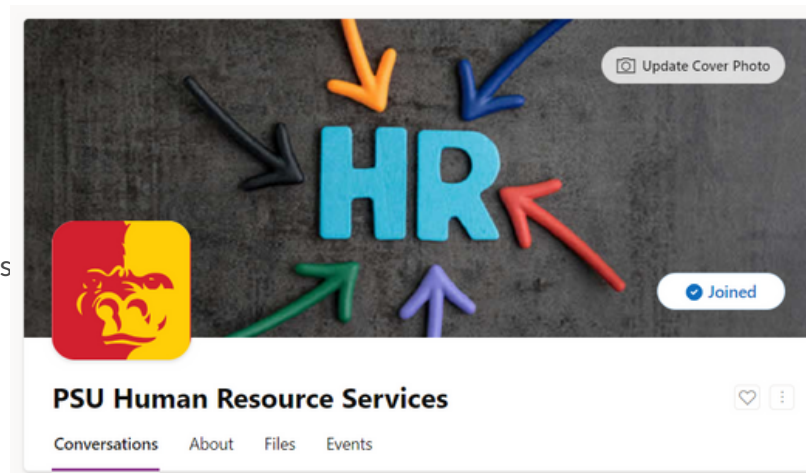 Update Cover Photo
HR
s
Joined
PSU Human Resource Services
Conversations About Files Events